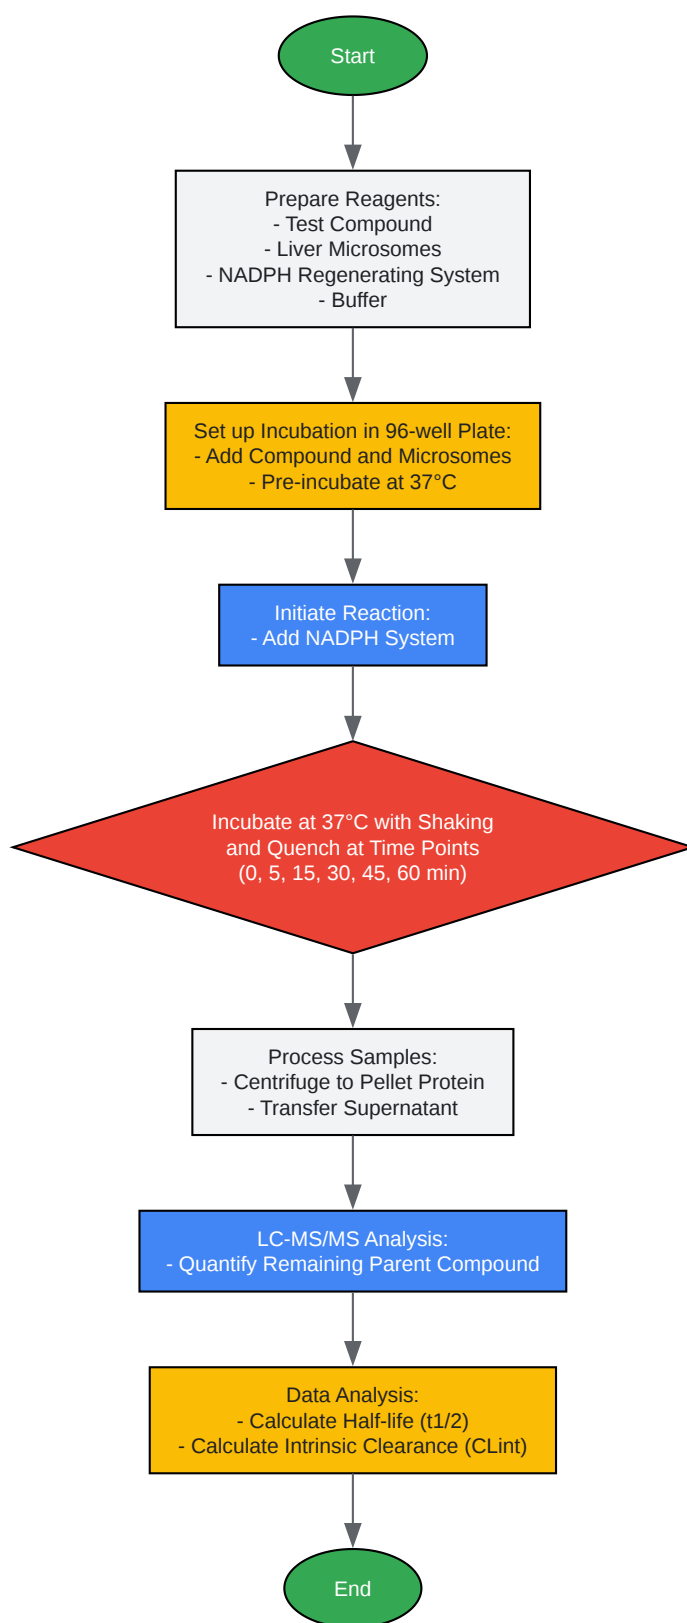 Start
Prepare Reagents:
- Test Compound
- Liver Microsomes
- NADPH Regenerating System
- Buffer
Set up Incubation in 96-well Plate:
- Add Compound and Microsomes
- Pre-incubate at 37°C
Initiate Reaction:
- Add NADPH System
Incubate at 37°C with Shaking
and Quench at Time Points
(0, 5, 15, 30, 45, 60 min)
Process Samples:
- Centrifuge to Pellet Protein
- Transfer Supernatant
LC-MS/MS Analysis:
- Quantify Remaining Parent Compound
Data Analysis:
- Calculate Half-life (t1/2)
- Calculate Intrinsic Clearance (CLint)
End